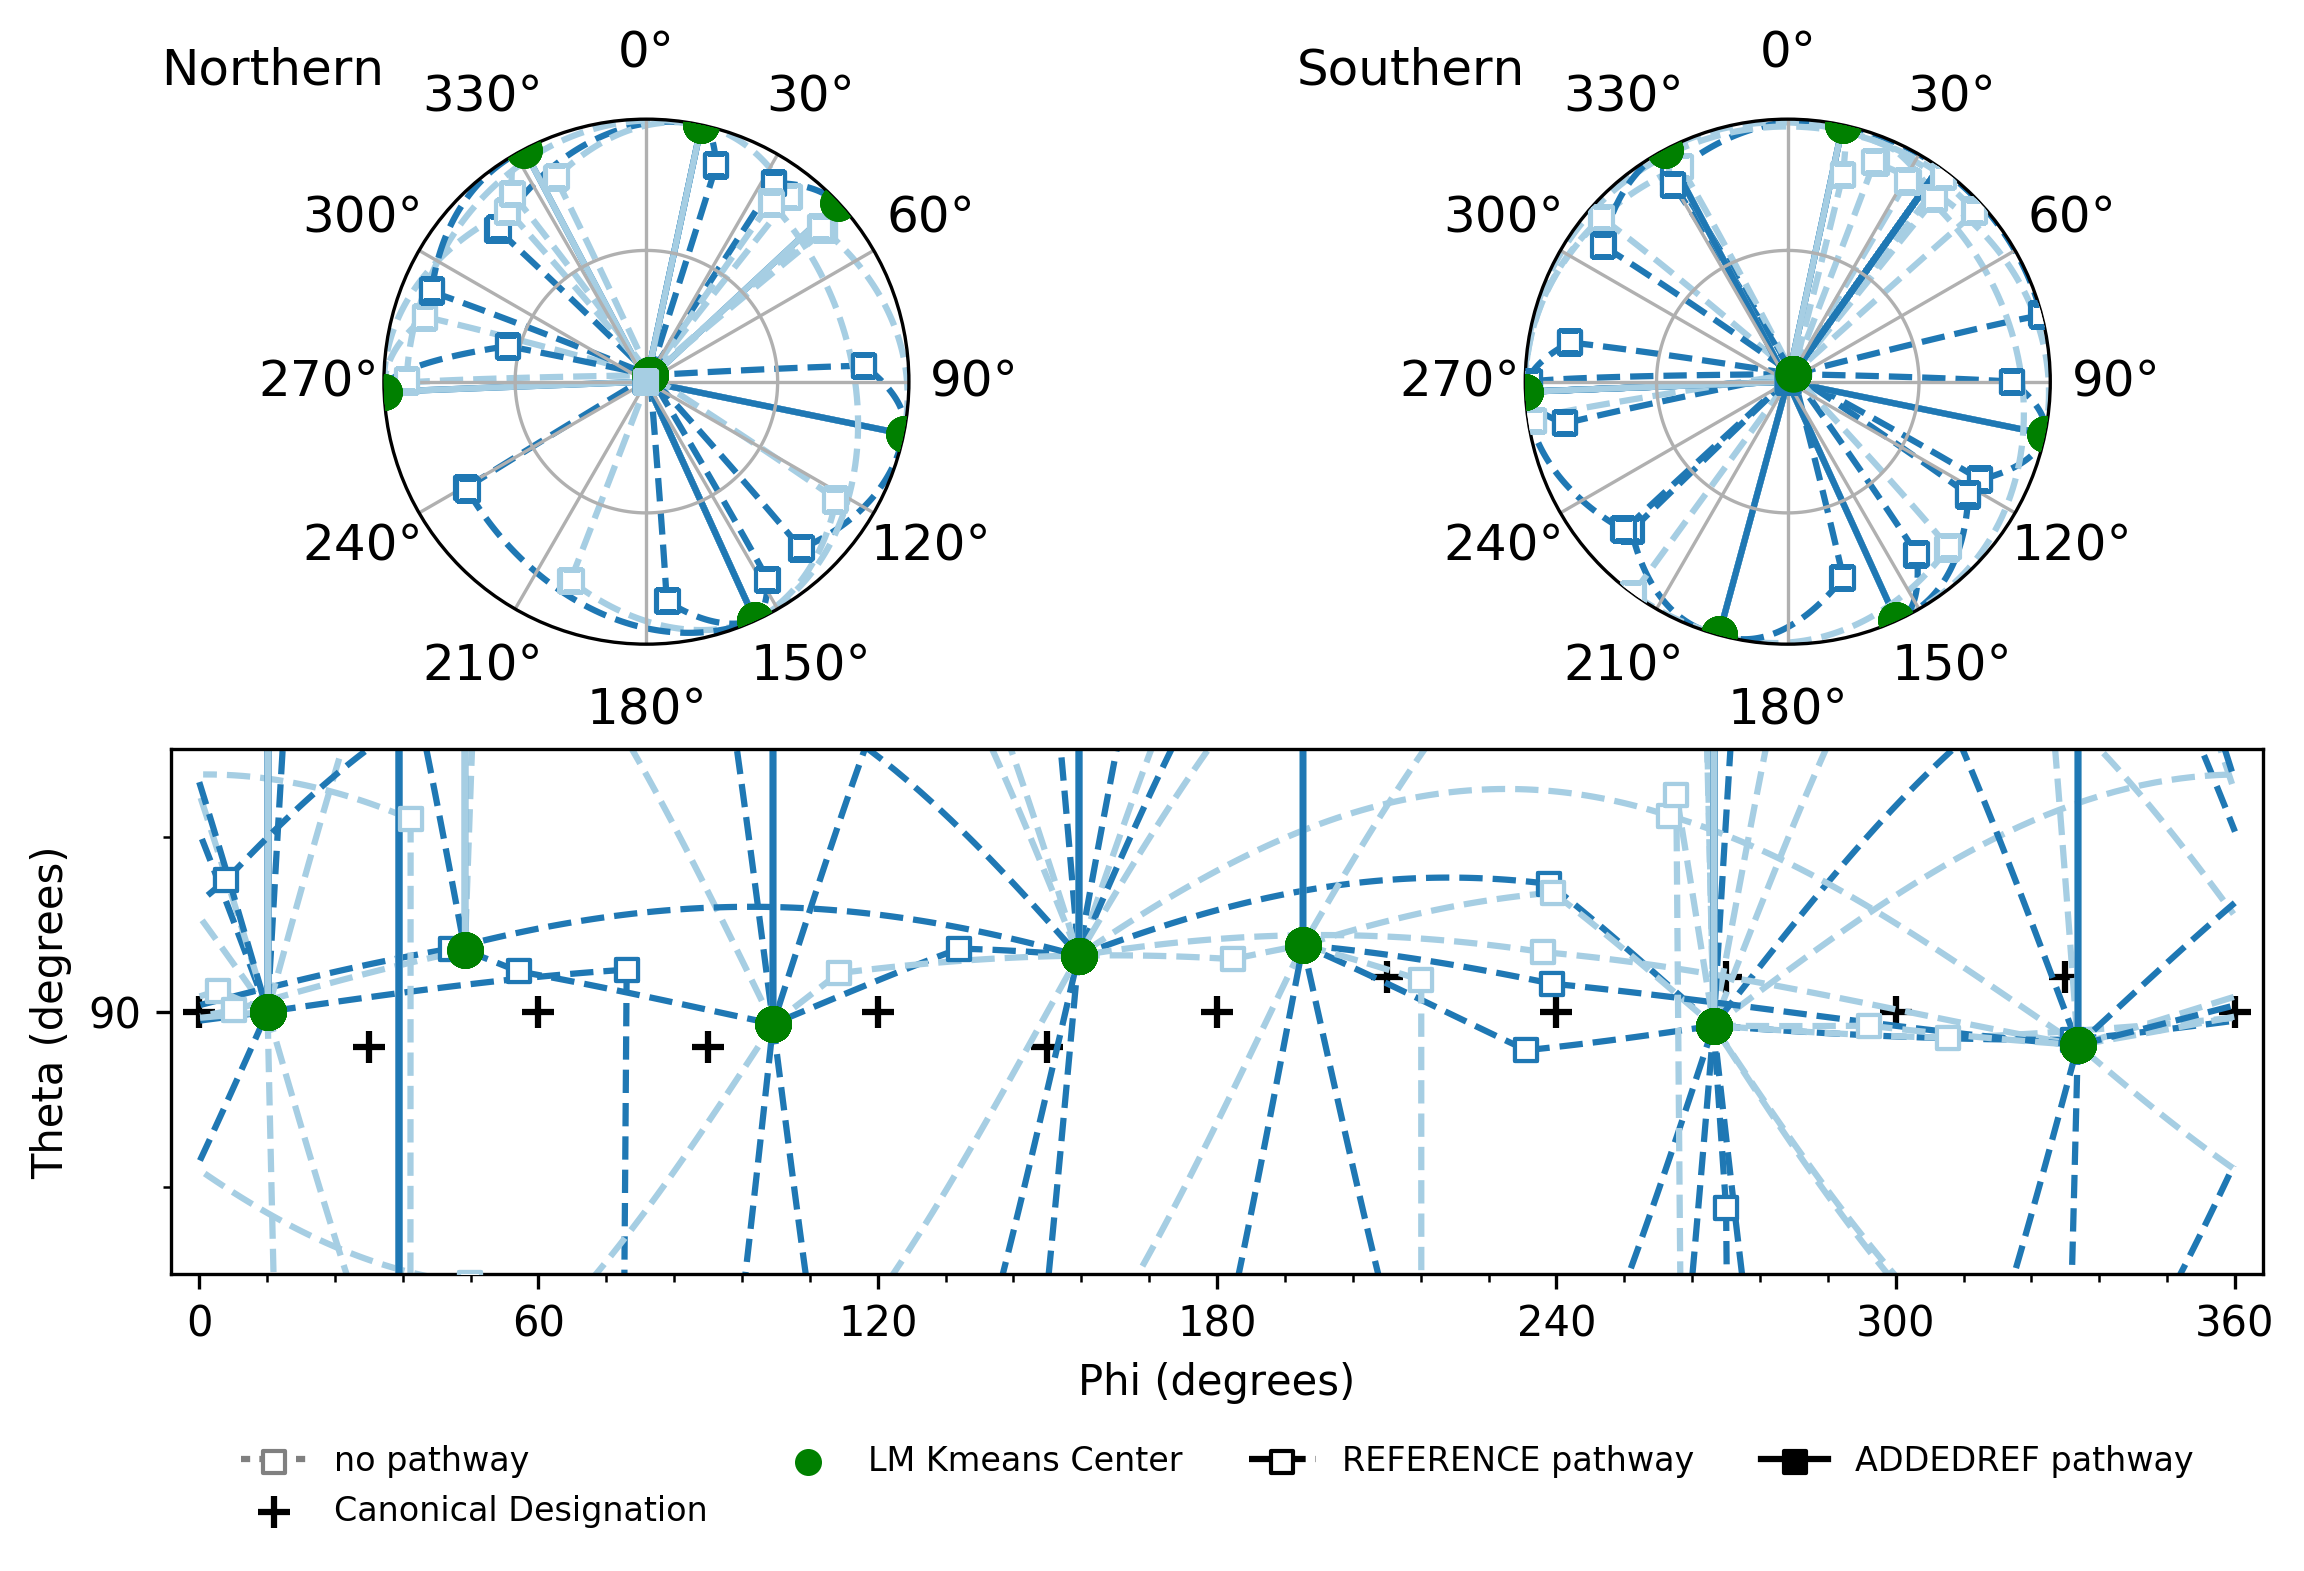 Northern
0°
330°
30°
300°
60°
270°
90°
240°
120°
210°
150°
180°
Southern
0°
330°
30°
300°
60°
270°
90°
240°
120°
210°
150°
180°
Theta (degrees)
90
0 60 120 180 240 300 360
Phi (degrees)
no pathway
LM Kmeans Center
REFERENCE pathway
ADDEDREF pathway
Canonical Designation